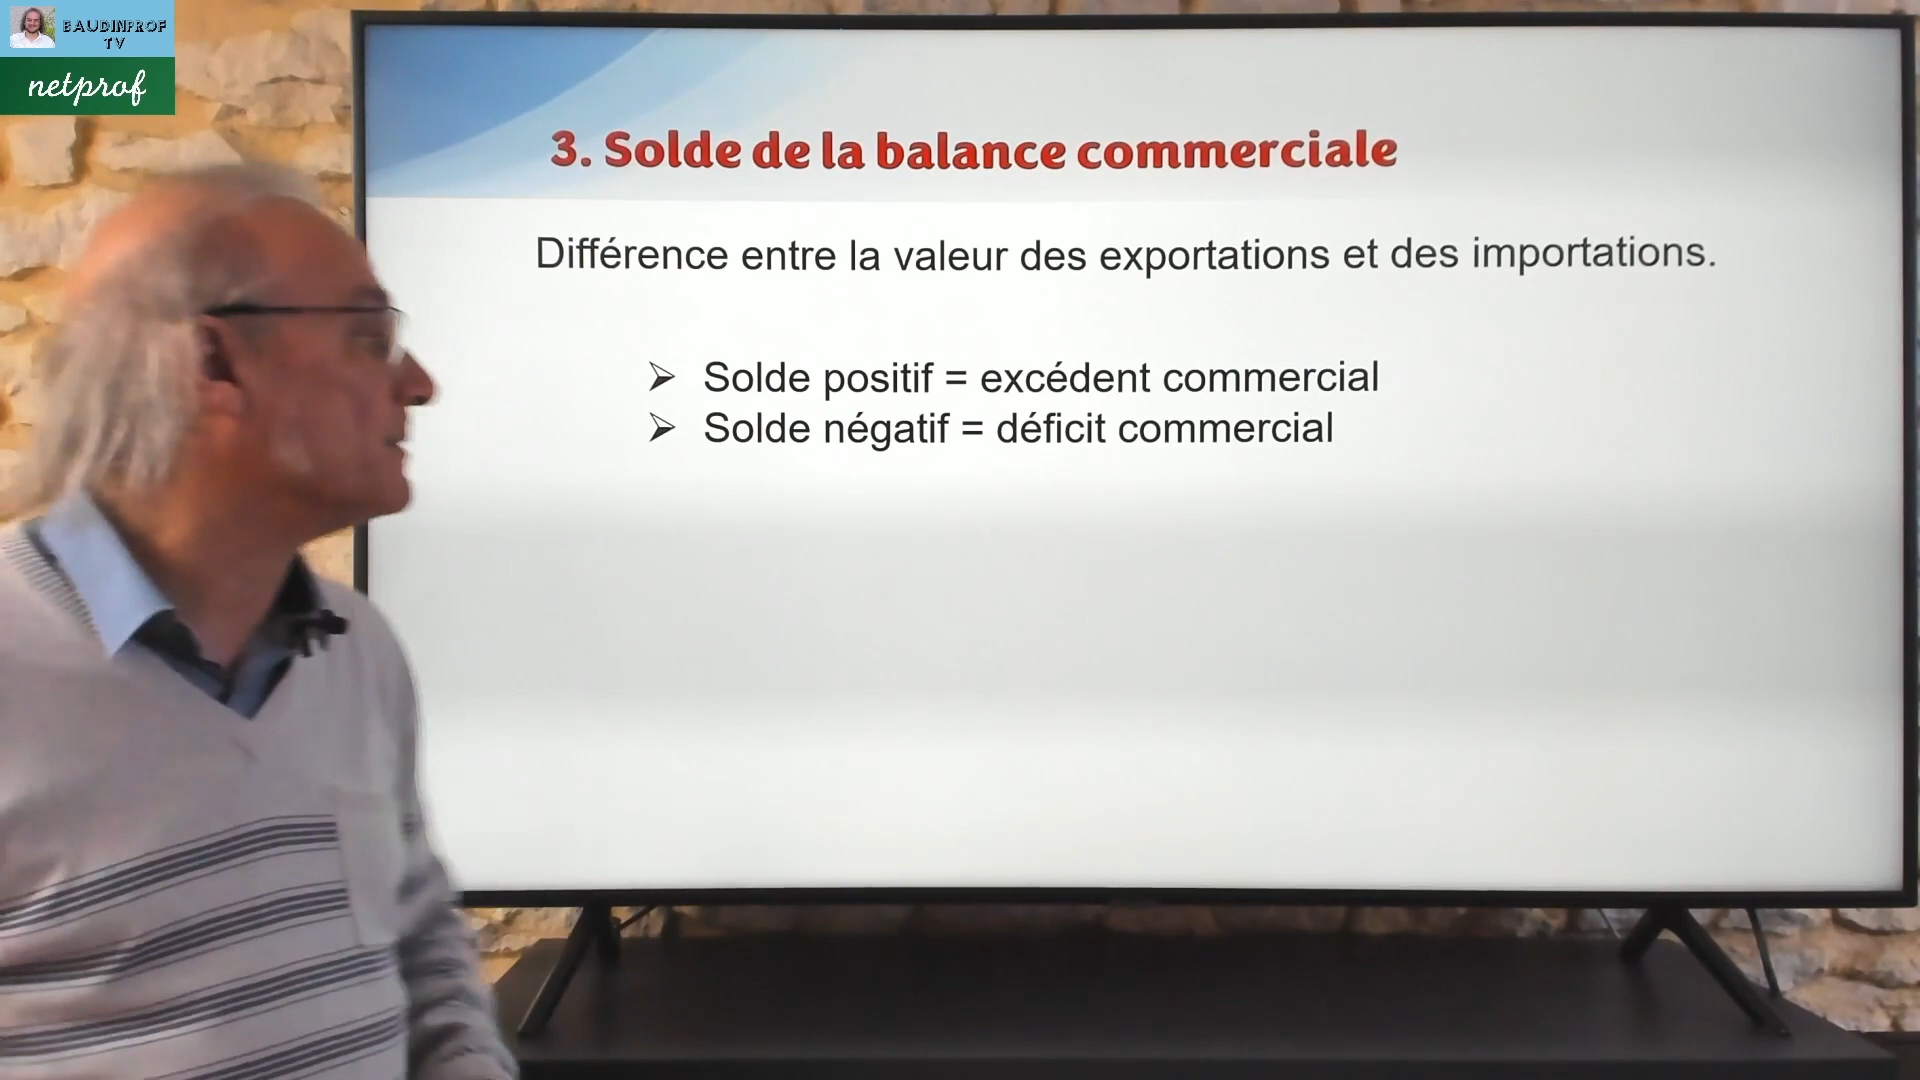 BAUDINPROF
TV
netprof
3. Solde de la balance commerciale
Différence entre la valeur des exportations et des importations.
➢ Solde positif = excédent commercial
➢ Solde négatif = déficit commercial